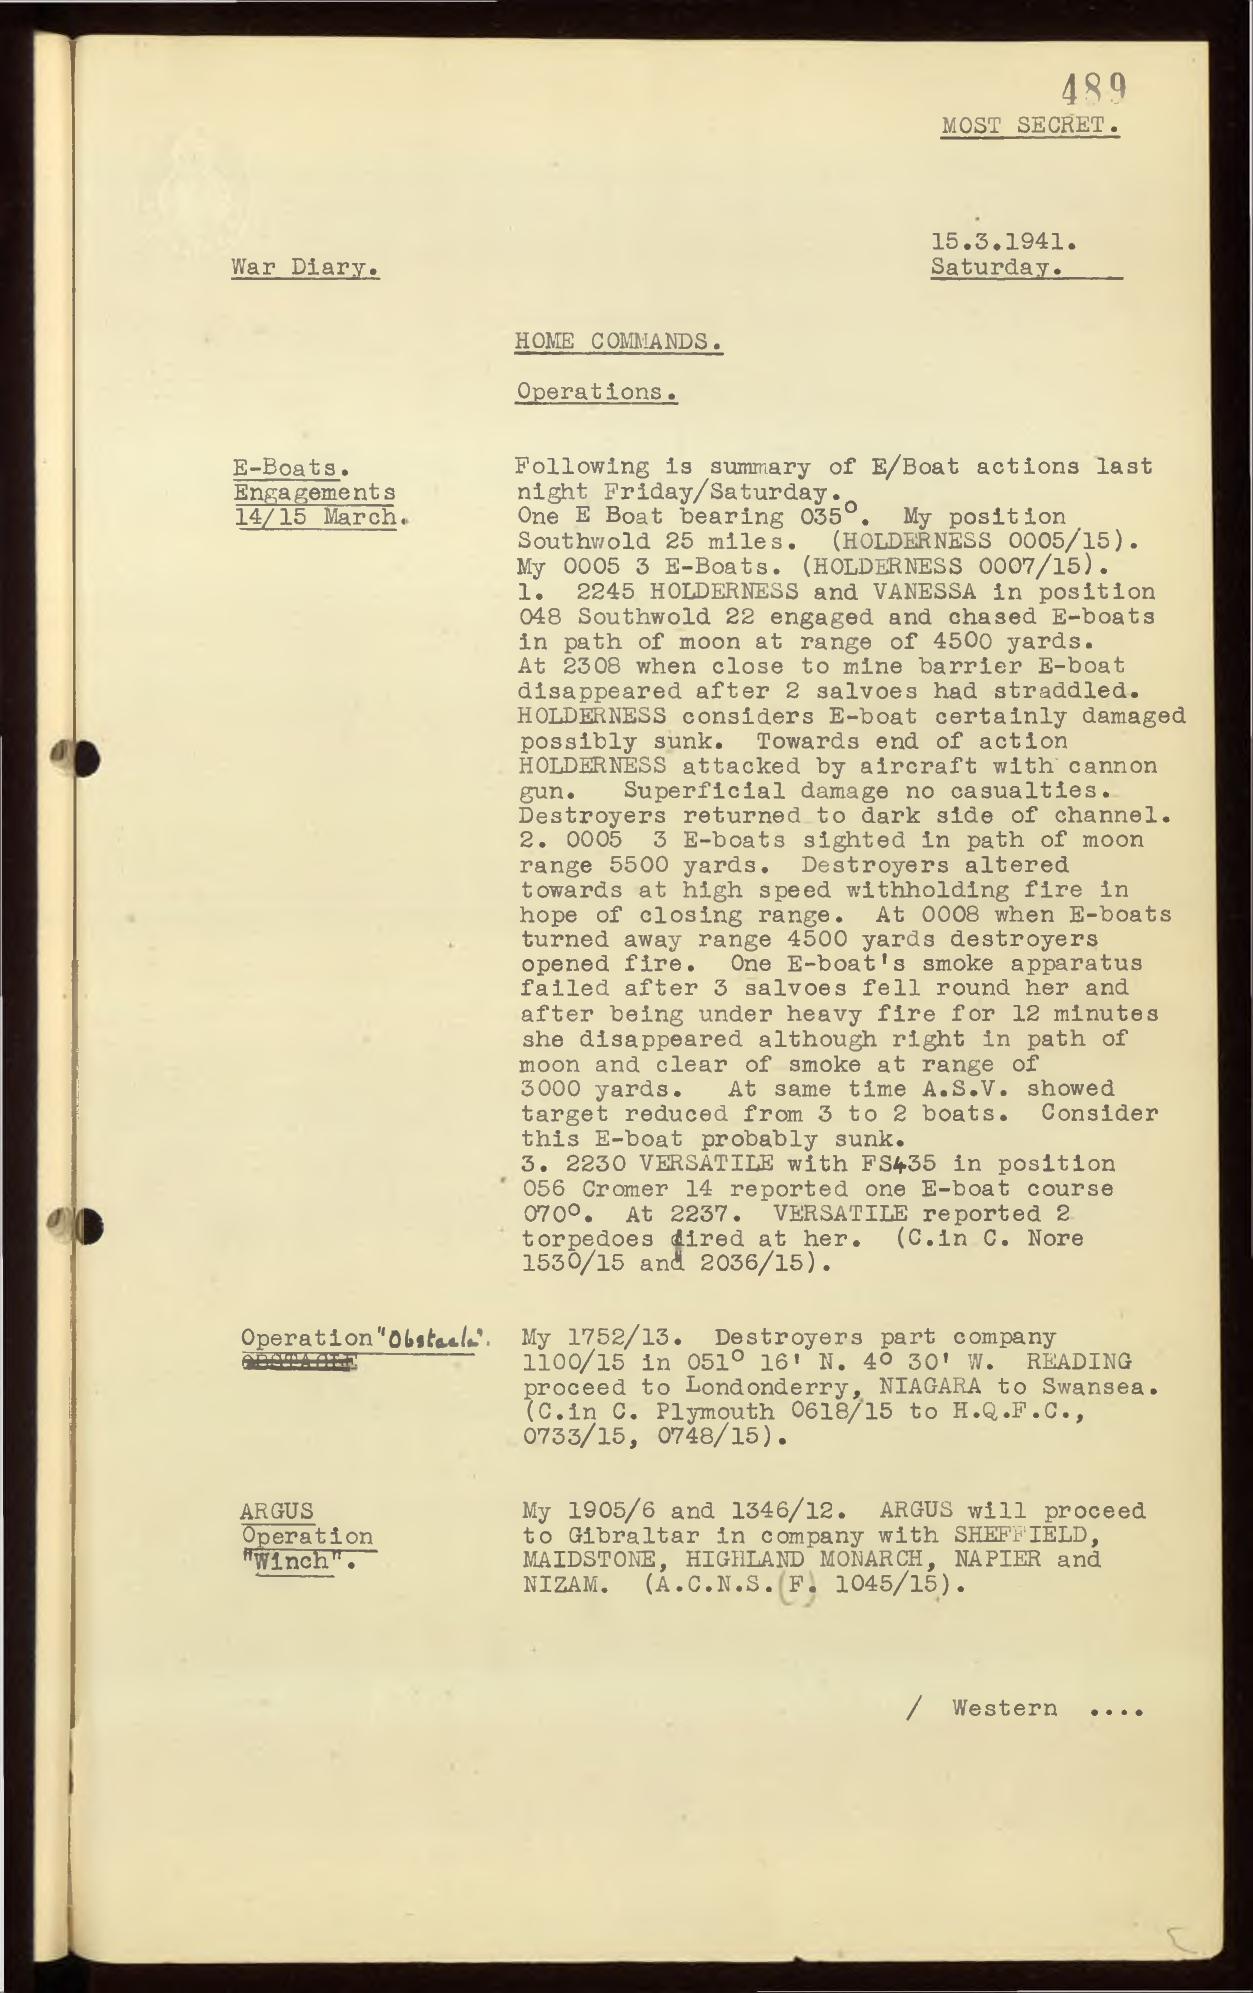 489
MOST SECRET.
15.3.1941.
War Diary.
Saturday.
HOME COMMANDS.
Operations.
E-Boats.
Engagements
14/15 March.
Following is summary of E/Boat actions last
night Friday/Saturday.
One E Boat bearing 035°. My position
Southwold 25 miles. (HOLDERNESS 0005/15).
My 0005 3 E-Boats. (HOLDERNESS 0007/15).
1. 2245 HOLDERNESS and VANESSA in position
048 Southwold 22 engaged and chased E-boats
in path of moon at range of 4500 yards.
At 2308 when close to mine barrier E-boat
disappeared after 2 salvoes had straddled.
HOLDERNESS considers E-boat certainly damaged
possibly sunk. Towards end of action
HOLDERNESS attacked by aircraft with cannon
gun. Superficial damage no casualties.
Destroyers returned to dark side of channel.
2. 0005 3 E-boats sighted in path of moon
range 5500 yards. Destroyers altered
towards at high speed withholding fire in
hope of closing range. At 0008 when E-boats
turned away range 4500 yards destroyers
opened fire. One E-boat's smoke apparatus
failed after 3 salvoes fell round her and
after being under heavy fire for 12 minutes
she disappeared although right in path of
moon and clear of smoke at range of
3000 yards. At same time A.S.V. showed
target reduced from 3 to 2 boats. Consider
this E-boat probably sunk.
3. 2230 VERSATILE with FS435 in position
056 Cromer 14 reported one E-boat course
070°. At 2237. VERSATILE reported 2
torpedoes dired at her. (C.in C. Nore
1530/15 and 2036/15).
Operation "Obstacle".
OBSTACLE
My 1752/13. Destroyers part company
1100/15 in 051° 16' N. 4° 30' W. READING
proceed to Londonderry, NIAGARA to Swansea.
(C.in C. Plymouth 0618/15 to H.Q.F.C.,
0733/15, 0748/15).
ARGUS
Operation
"Winch".
My 1905/6 and 1346/12. ARGUS will proceed
to Gibraltar in company with SHEFFIELD,
MAIDSTONE, HIGHLAND MONARCH, NAPIER and
NIZAM. (A.C.N.S.(F) 1045/15).
/ Western ....